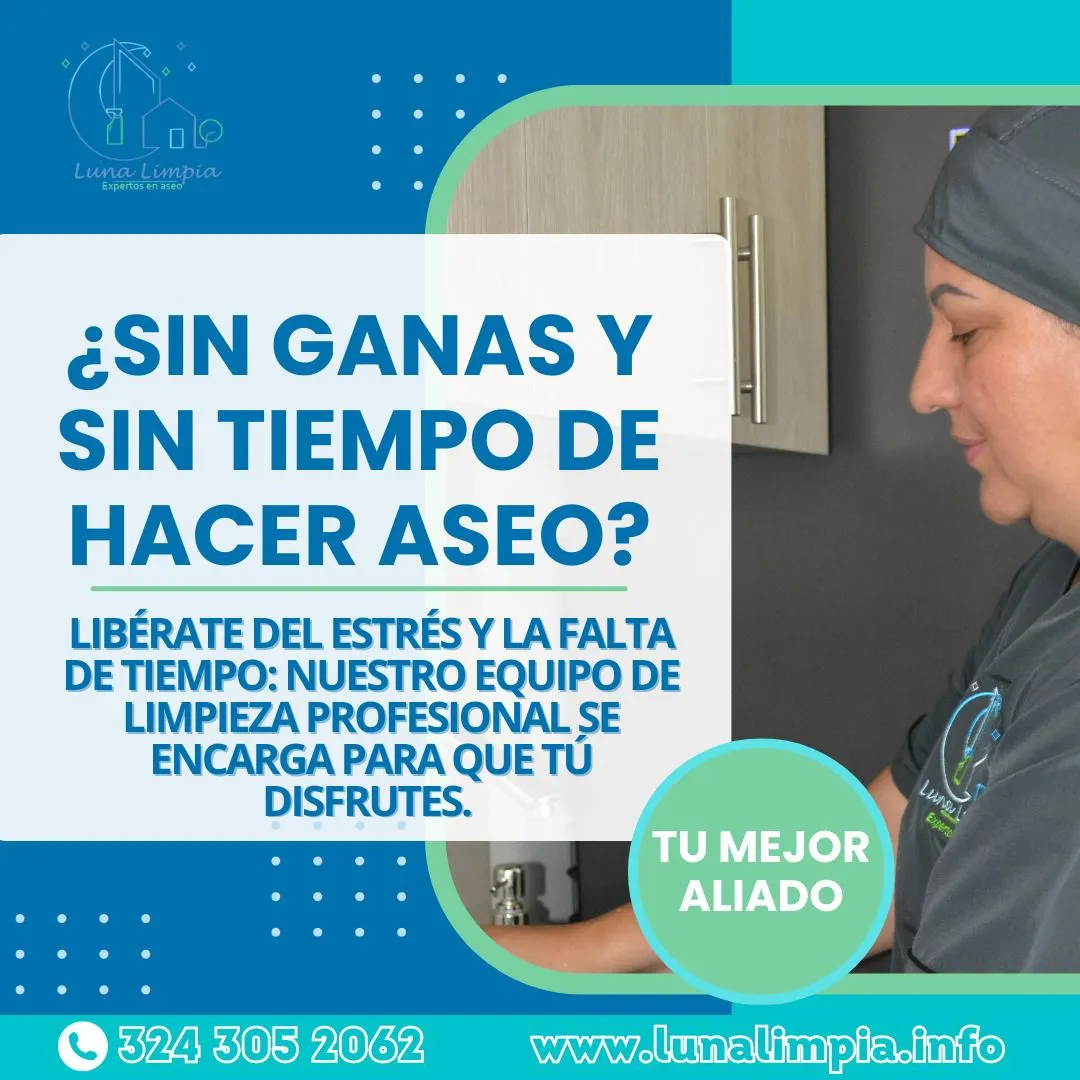 Luna Limpia
Expertos en aseo
¿SIN GANAS Y
SIN TIEMPO DE
HACER ASEO?
LIBÉRATE DEL ESTRÉS Y LA FALTA
DE TIEMPO: NUESTRO EQUIPO DE
LIMPIEZA PROFESIONAL SE
ENCARGA PARA QUE TÚ
DISFRUTES.
TU MEJOR
ALIADO
324 305 2062
www.lunalimpia.info